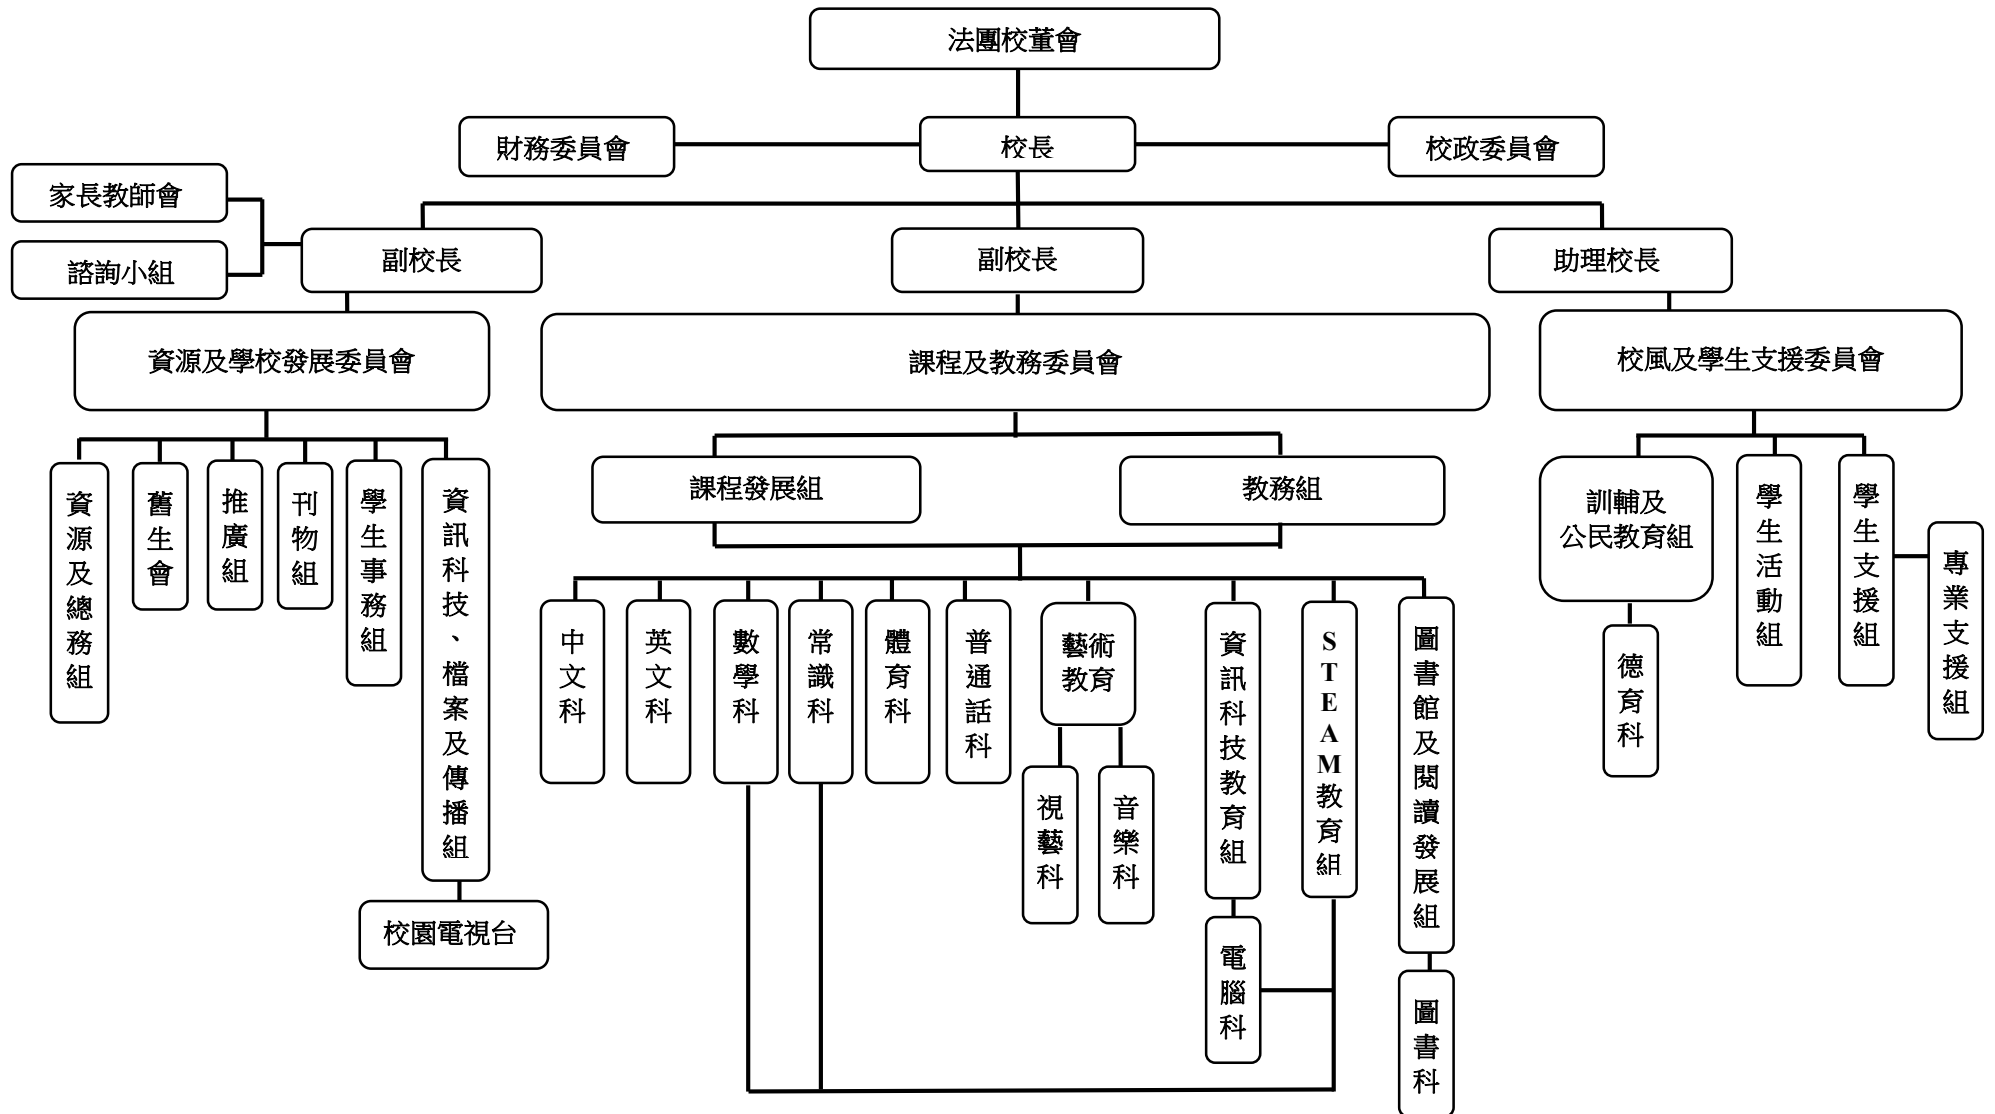 法團校董會
財務委員會
校長
校政委員會
家長教師會
諮詢小組
副校長
副校長
助理校長
資源及學校發展委員會
課程及教務委員會
校風及學生支援委員會
課程發展組
教務組
資源及總務組
舊生會
推廣組
刊物組
學生事務組
資訊科技、檔案及傳播組
校園電視台
訓輔及
公民教育組
德育科
學生活動組
學生支援組
專業支援組
中文科
英文科
數學科
常識科
體育科
普通話科
藝術
教育
視藝科
音樂科
資訊科技教育組
電腦科
STEAM教育組
圖書館及閱讀發展組
圖書科